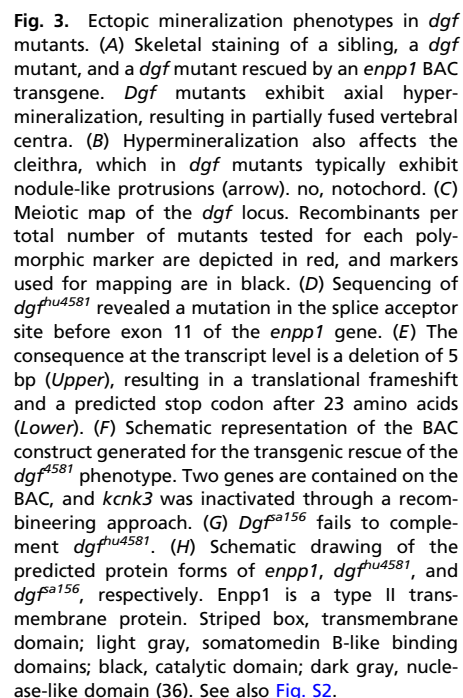 Fig. 3. Ectopic mineralization phenotypes in dgf
mutants. (A) Skeletal staining of a sibling, a dgf
mutant, and a dgf mutant rescued by an enpp1 BAC
transgene. Dgf mutants exhibit axial hyper-
mineralization, resulting in partially fused vertebral
centra. (B) Hypermineralization also affects the
cleithra, which in dgf mutants typically exhibit
nodule-like protrusions (arrow). no, notochord. (C)
Meiotic map of the dgf locus. Recombinants per
total number of mutants tested for each poly-
morphic marker are depicted in red, and markers
used for mapping are in black. (D) Sequencing of
dgfhu4581 revealed a mutation in the splice acceptor
site before exon 11 of the enpp1 gene. (E) The
consequence at the transcript level is a deletion of 5
bp (Upper), resulting in a translational frameshift
and a predicted stop codon after 23 amino acids
(Lower). (F) Schematic representation of the BAC
construct generated for the transgenic rescue of the
dgf4581 phenotype. Two genes are contained on the
BAC, and kcnk3 was inactivated through a recom-
bineering approach. (G) Dgfsa156 fails to comple-
ment dgfhu4581. (H) Schematic drawing of the
predicted protein forms of enpp1, dgfhu4581, and
dgfsa156, respectively. Enpp1 is a type II trans-
membrane protein. Striped box, transmembrane
domain; light gray, somatomedin B-like binding
domains; black, catalytic domain; dark gray, nucle-
ase-like domain (36). See also Fig. S2.